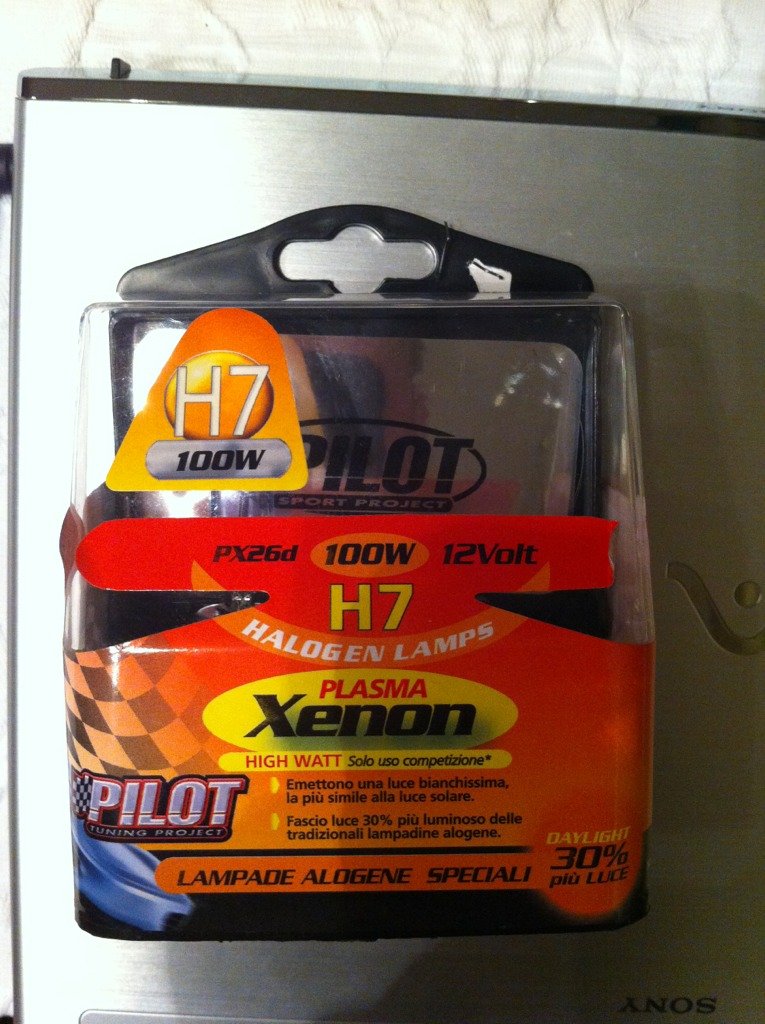 H7
100W
PILOT
SPORT PROJECT
PX26d 100W 12Volt
H7
HALOGEN LAMPS
PLASMA
Xenon
HIGH WATT Solo uso competizione*
PILOT
TUNING PROJECT
Emettono una luce bianchissima,
la più simile alla luce solare.
Fascio luce 30% più luminoso delle
tradizionali lampadine alogene.
DAYLIGHT
30%
più LUCE
LAMPADE ALOGENE SPECIALI
SONY